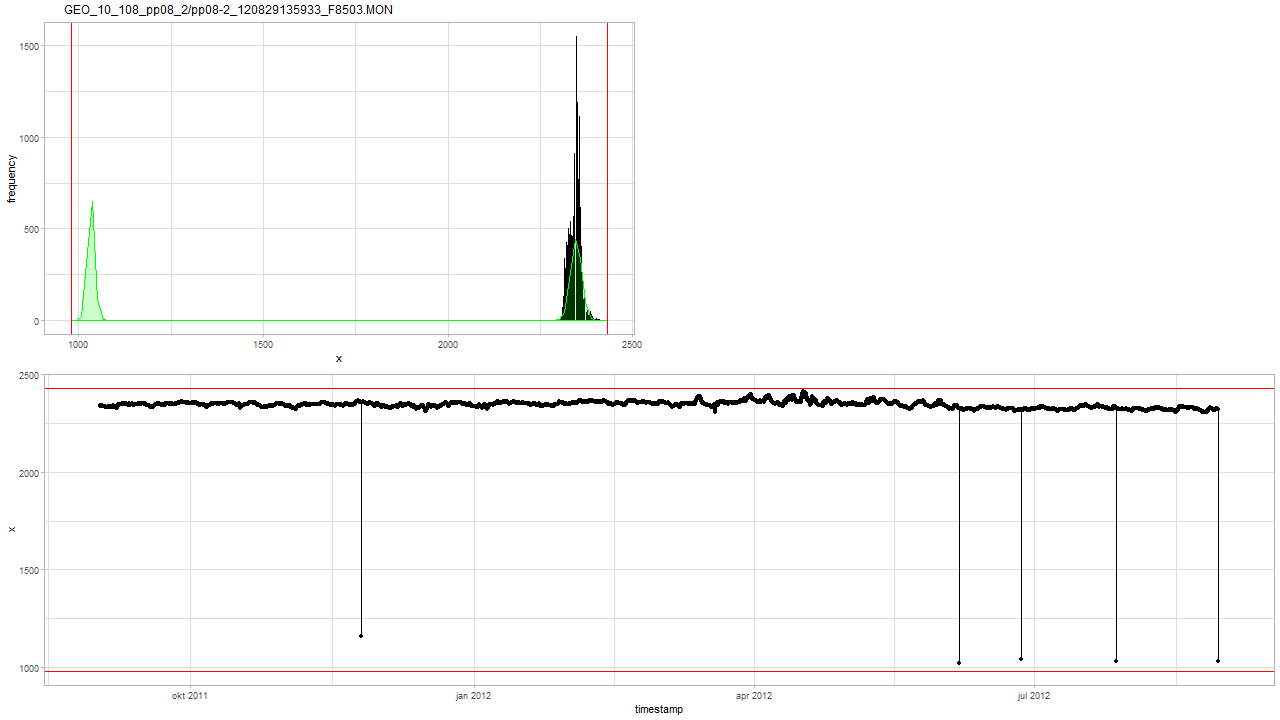 GEO_10_108_pp08_2/pp08-2_120829135933_F8503.MON
1500
1000
500
0
frequency
1000
1500
2000
2500
x
2500
2000
1500
1000
x
okt 2011
jan 2012
apr 2012
jul 2012
timestamp